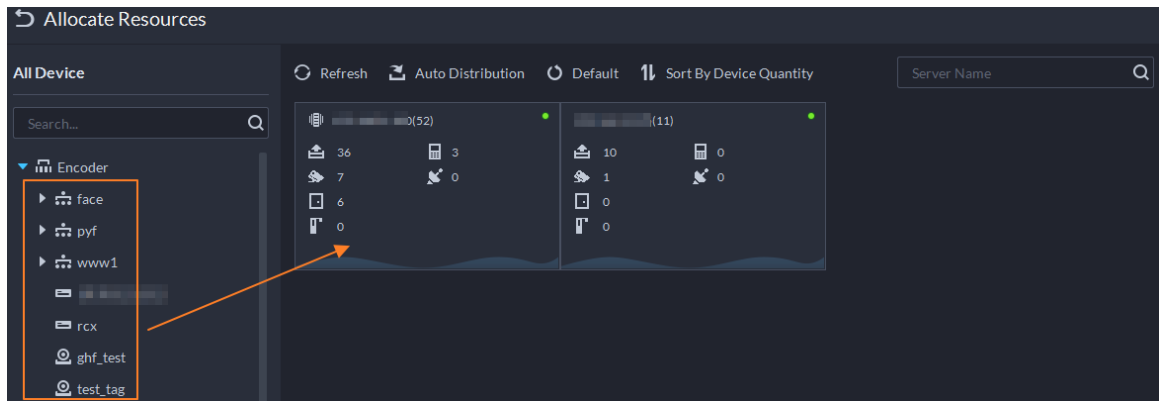 Allocate Resources
All Device
Search...
Encoder
face
pyf
www1
rcx
ghf_test
test_tag
Refresh Auto Distribution Default Sort By Device Quantity Server Name
(52)
36 3
7 0
6
0
(11)
10 0
1 0
0
0